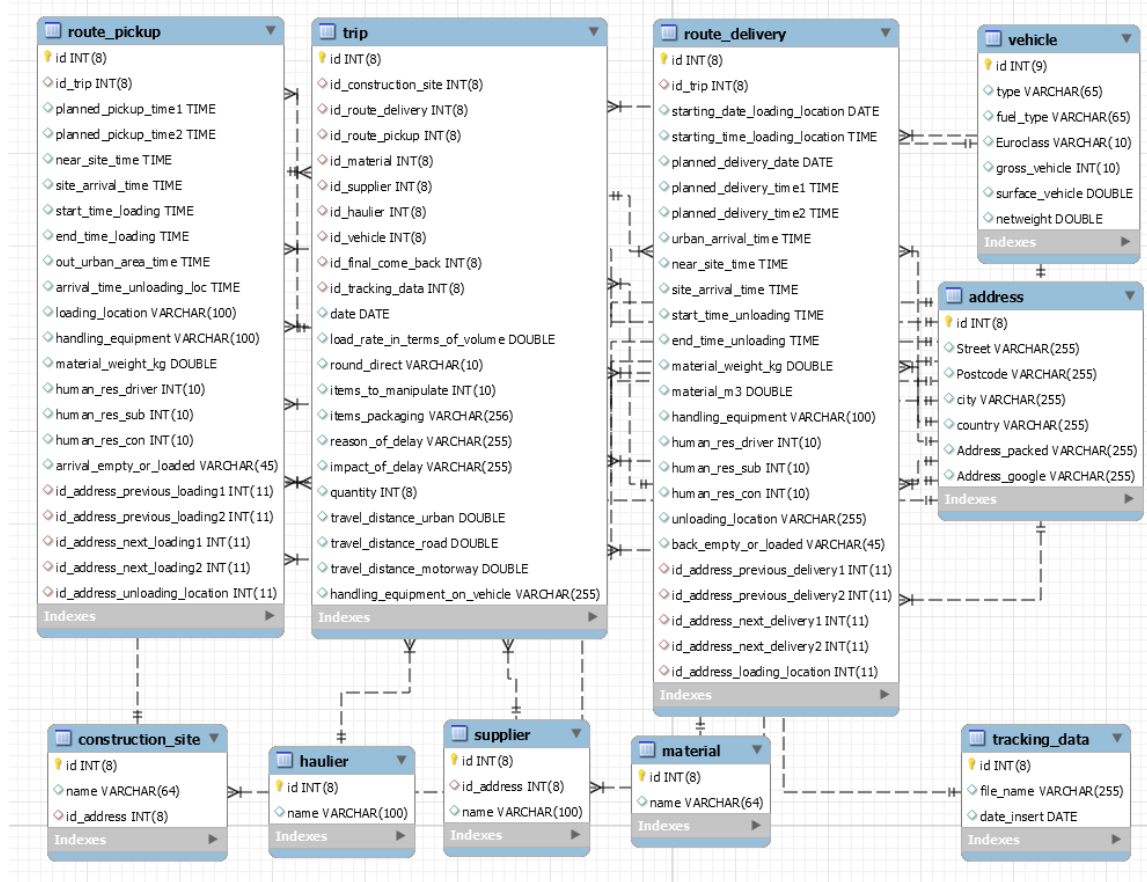 route_pickup
id INT(8)
id_trip INT(8)
planned_pickup_time1 TIME
planned_pickup_time2 TIME
near_site_time TIME
site_arrival_time TIME
start_time_loading TIME
end_time_loading TIME
out_urban_area_time TIME
arrival_time_unloading_loc TIME
loading_location VARCHAR(100)
handling_equipment VARCHAR(100)
material_weight_kg DOUBLE
human_res_driver INT(10)
human_res_sub INT(10)
human_res_con INT(10)
arrival_empty_or_loaded VARCHAR(45)
id_address_previous_loading1 INT(11)
id_address_previous_loading2 INT(11)
id_address_next_loading1 INT(11)
id_address_next_loading2 INT(11)
id_address_unloading_location INT(11)
Indexes
trip
id INT(8)
id_construction_site INT(8)
id_route_delivery INT(8)
id_route_pickup INT(8)
id_material INT(8)
id_supplier INT(8)
id_haulier INT(8)
id_vehicle INT(8)
id_final_come_back INT(8)
id_tracking_data INT(8)
date DATE
load_rate_in_terms_of_volume DOUBLE
round_direct VARCHAR(10)
items_to_manipulate INT(10)
items_packaging VARCHAR(256)
reason_of_delay VARCHAR(255)
impact_of_delay VARCHAR(255)
quantity INT(8)
travel_distance_urban DOUBLE
travel_distance_road DOUBLE
travel_distance_motorway DOUBLE
handling_equipment_on_vehicle VARCHAR(255)
Indexes
route_delivery
id INT(8)
id_trip INT(8)
starting_date_loading_location DATE
starting_time_loading_location TIME
planned_delivery_date DATE
planned_delivery_time1 TIME
planned_delivery_time2 TIME
urban_arrival_time TIME
near_site_time TIME
site_arrival_time TIME
start_time_unloading TIME
end_time_unloading TIME
material_weight_kg DOUBLE
material_m3 DOUBLE
handling_equipment VARCHAR(100)
human_res_driver INT(10)
human_res_sub INT(10)
human_res_con INT(10)
unloading_location VARCHAR(255)
back_empty_or_loaded VARCHAR(45)
id_address_previous_delivery1 INT(11)
id_address_previous_delivery2 INT(11)
id_address_next_delivery1 INT(11)
id_address_next_delivery2 INT(11)
id_address_loading_location INT(11)
Indexes
vehicle
id INT(9)
type VARCHAR(65)
fuel_type VARCHAR(65)
Euroclass VARCHAR(10)
gross_vehicle INT(10)
surface_vehicle DOUBLE
netweight DOUBLE
Indexes
address
id INT(8)
Street VARCHAR(255)
Postcode VARCHAR(255)
city VARCHAR(255)
country VARCHAR(255)
Address_packed VARCHAR(255)
Address_google VARCHAR(255)
Indexes
construction_site
id INT(8)
name VARCHAR(64)
id_address INT(8)
Indexes
haulier
id INT(8)
name VARCHAR(100)
Indexes
supplier
id INT(8)
id_address INT(8)
name VARCHAR(100)
Indexes
material
id INT(8)
name VARCHAR(64)
Indexes
tracking_data
id INT(8)
file_name VARCHAR(255)
date_insert DATE
Indexes